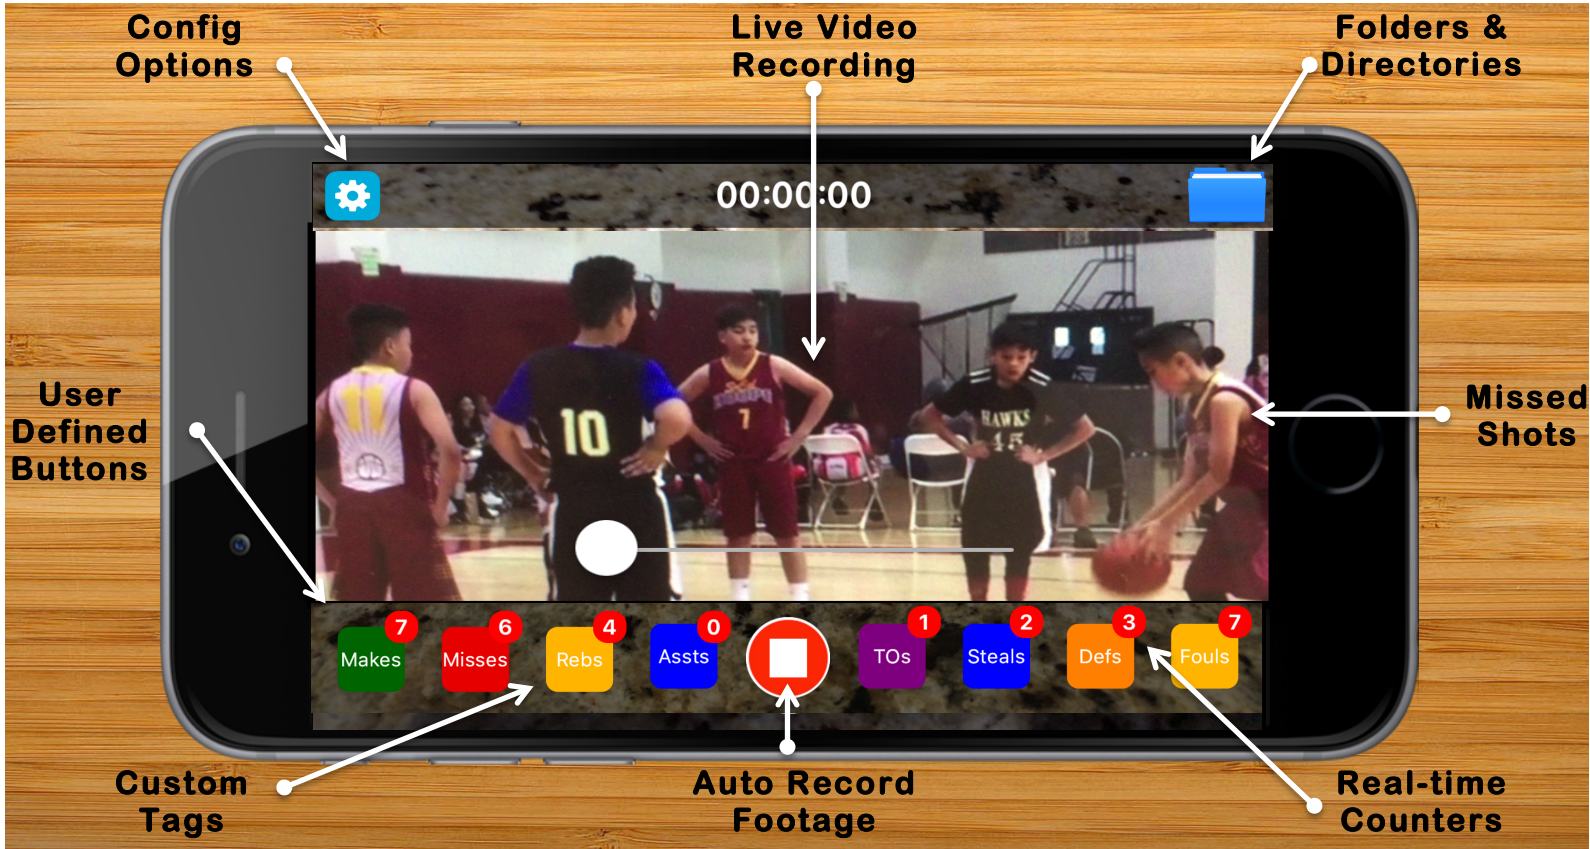 Config
Options
Live Video
Recording
Folders &
Directories
00:00:00
User
Defined
Buttons
Missed
Shots
11
10
7
HAWKS
45
7
6
4
0
1
2
3
7
Makes
Misses
Rebs
Assts
TOs
Steals
Defs
Fouls
Custom
Tags
Auto Record
Footage
Real-time
Counters